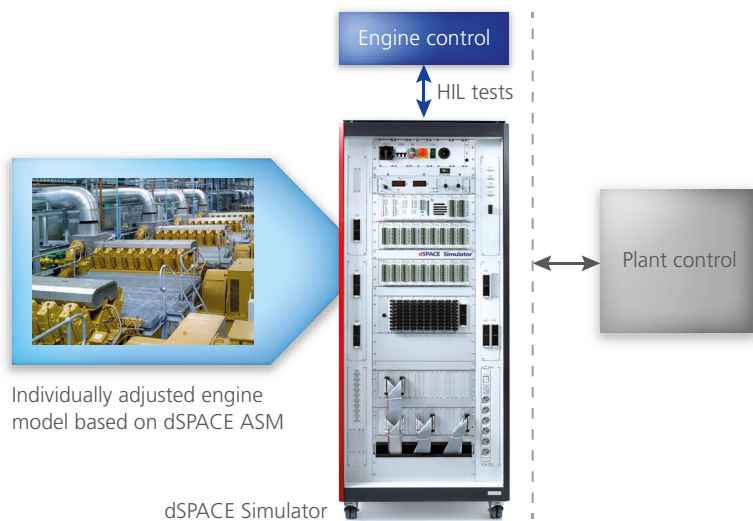 Engine control
HIL tests
dSPACE Simulator
Plant control
Individually adjusted engine
model based on dSPACE ASM
dSPACE Simulator